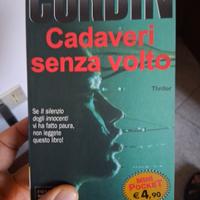 CORBIN
Cadaveri
senza volto
Thriller
Se il silenzio
degli innocenti
vi ha fatto paura,
non leggete
questo libro!
MINI
POCKET
€ 4,90